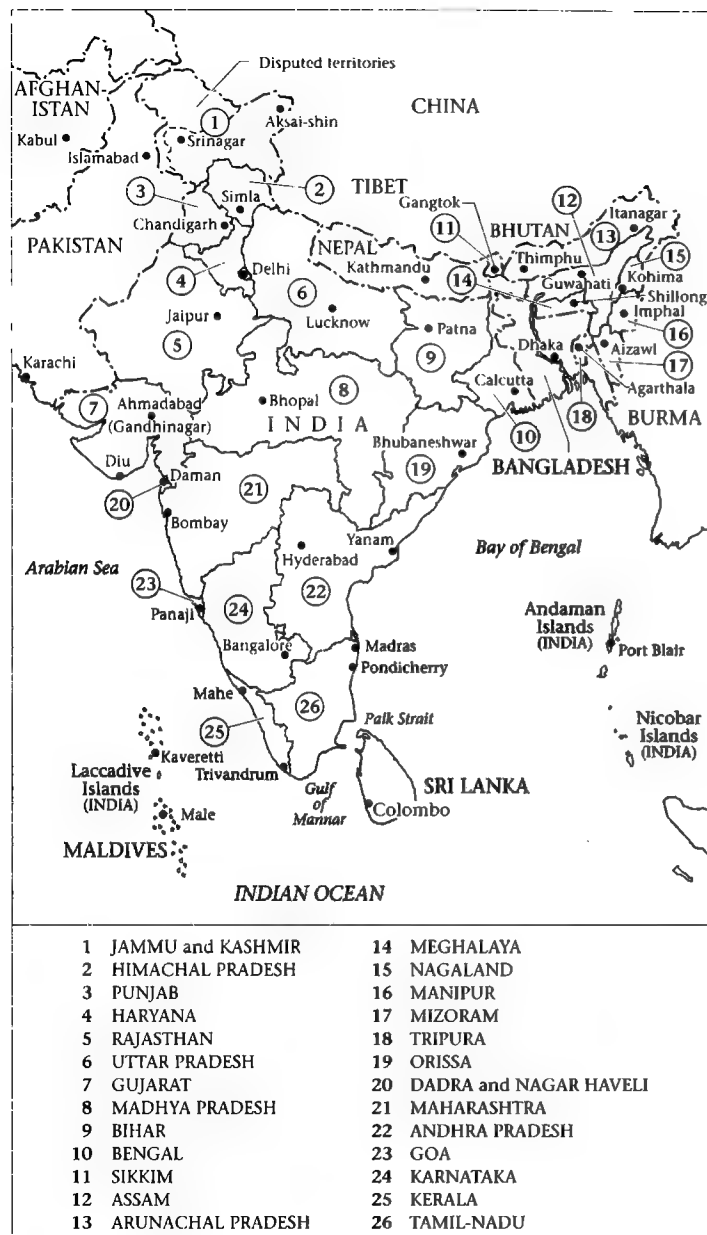 Disputed territories
AFGHAN-
ISTAN
CHINA
1
Aksai-shin
Kabul
Srinagar
Islamabad
3
2
TIBET
Simla
12
Gangtok
Itanagar
Chandigarh
BHUTAN
13
PAKISTAN
11
NEPAL
Thimphu
15
4
Delhi
Kathmandu
Guwahati
Kohima
6
14
Shillong
Jaipur
Lucknow
Imphal
Patna
16
5
Dhaka
Aizawl
9
17
Karachi
Agarthala
8
Calcutta
7
Ahmadabad
(Gandhinagar)
Bhopal
18
BURMA
INDIA
10
Bhubaneshwar
Diu
19
BANGLADESH
Daman
20
21
Bombay
Yanam
Hyderabad
Bay of Bengal
Arabian Sea
23
22
Panaji
24
Andaman
Islands
(INDIA)
Bangalore
Madras
Port Blair
Pondicherry
Mahe
26
Nicobar
Islands
(INDIA)
25
Palk Strait
Kaveretti
Laccadive
Islands
(INDIA)
Trivandrum
SRI LANKA
Gulf
of
Mannar
Male
Colombo
MALDIVES
INDIAN OCEAN
1 JAMMU and KASHMIR
2 HIMACHAL PRADESH
3 PUNJAB
4 HARYANA
5 RAJASTHAN
6 UTTAR PRADESH
7 GUJARAT
8 MADHYA PRADESH
9 BIHAR
10 BENGAL
11 SIKKIM
12 ASSAM
13 ARUNACHAL PRADESH
14 MEGHALAYA
15 NAGALAND
16 MANIPUR
17 MIZORAM
18 TRIPURA
19 ORISSA
20 DADRA and NAGAR HAVELI
21 MAHARASHTRA
22 ANDHRA PRADESH
23 GOA
24 KARNATAKA
25 KERALA
26 TAMIL-NADU